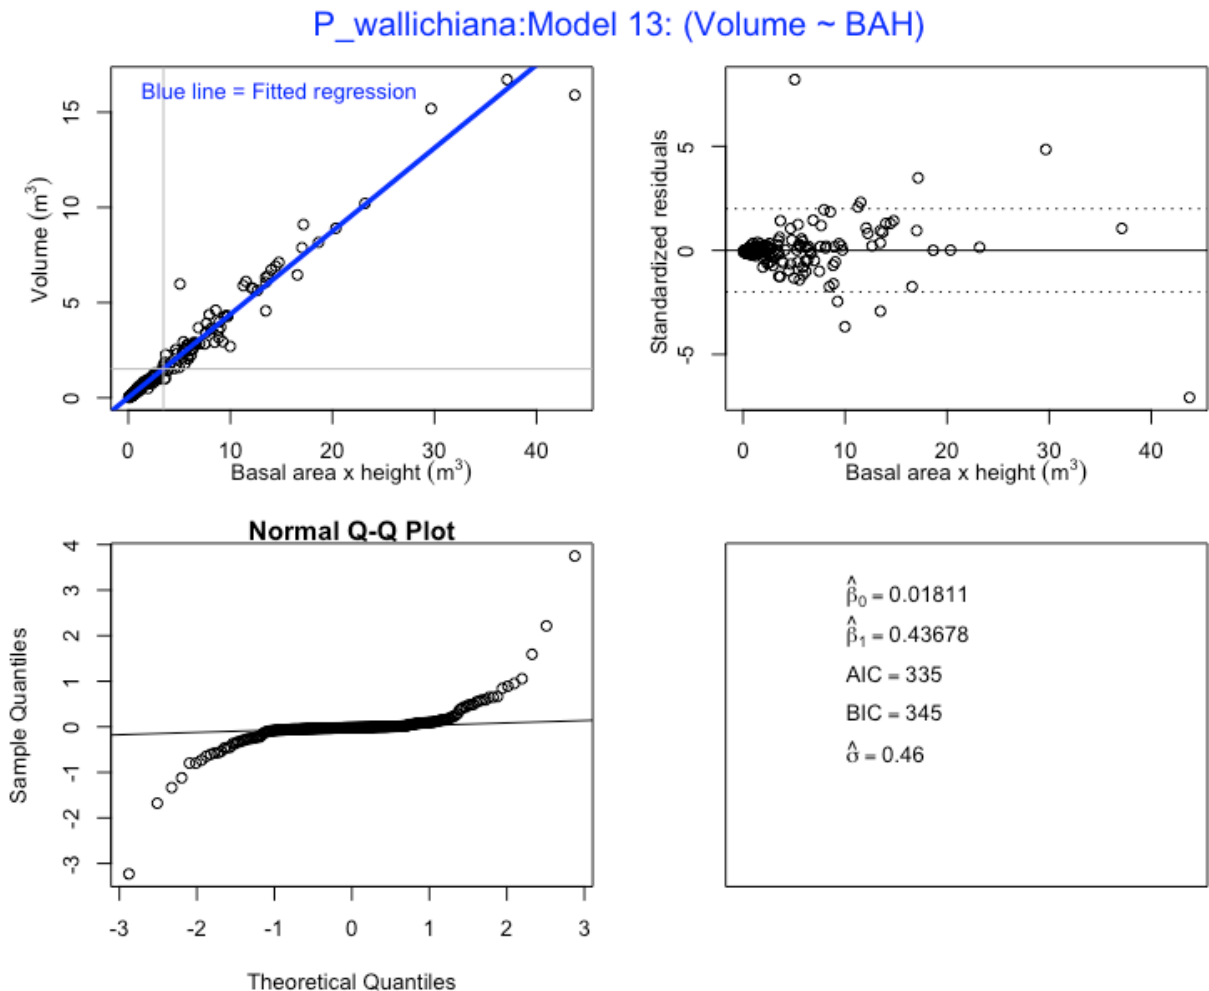 P_wallichiana:Model 13: (Volume ~ BAH)
Blue line = Fitted regression
Volume (m³)
15
10
5
0
0 10 20 30 40
Basal area x height (m³)
Standardized residuals
5
0
-5
0 10 20 30 40
Basal area x height (m³)
Normal Q-Q Plot
Sample Quantiles
4
3
2
1
0
-1
-2
-3
-3 -2 -1 0 1 2 3
Theoretical Quantiles
β̂₀ = 0.01811
β̂₁ = 0.43678
AIC = 335
BIC = 345
σ̂ = 0.46